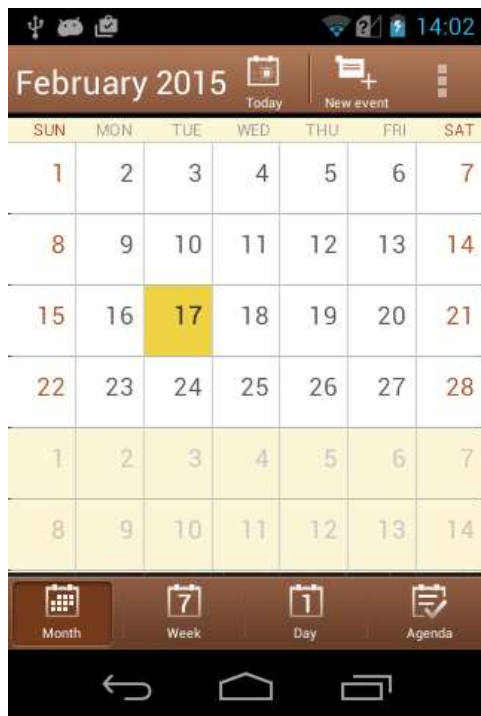 14:02
February 2015
Today
New event
SUN MON TUE WED THU FRI SAT
1 2 3 4 5 6 7
8 9 10 11 12 13 14
15 16 17 18 19 20 21
22 23 24 25 26 27 28
1 2 3 4 5 6 7
8 9 10 11 12 13 14
7 1
Month Week Day Agenda